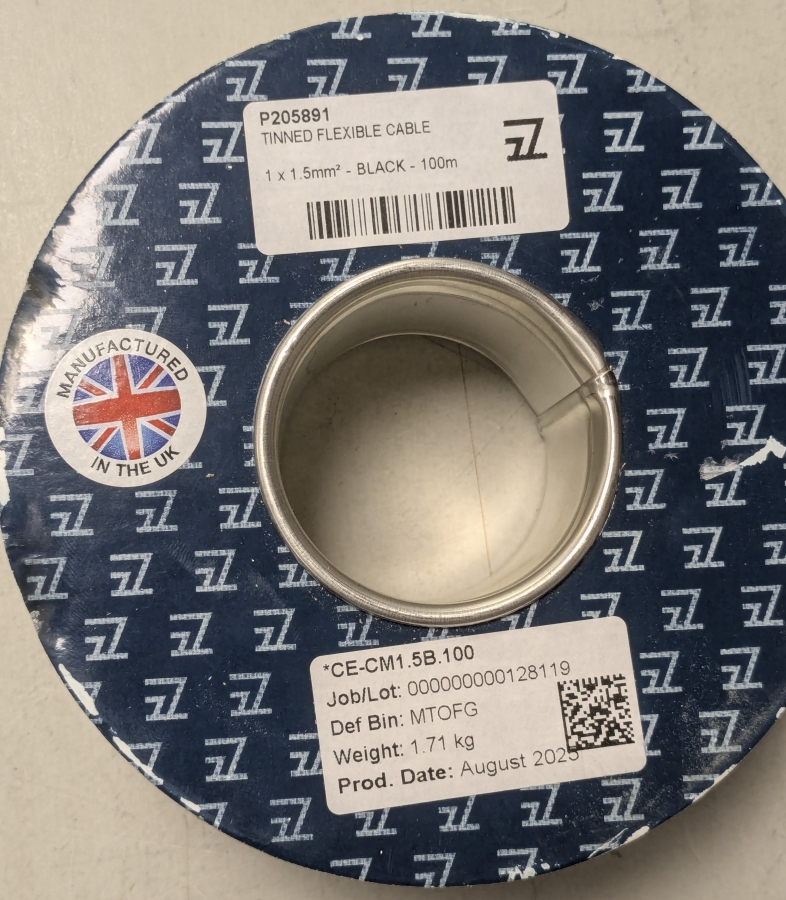 P205891
TINNED FLEXIBLE CABLE
1 x 1.5mm² - BLACK - 100m
MANUFACTURED
IN THE UK
*CE-CM1.5B.100
Job/Lot: 000000000128119
Def Bin: MTOFG
Weight: 1.71 kg
Prod. Date: August 2025